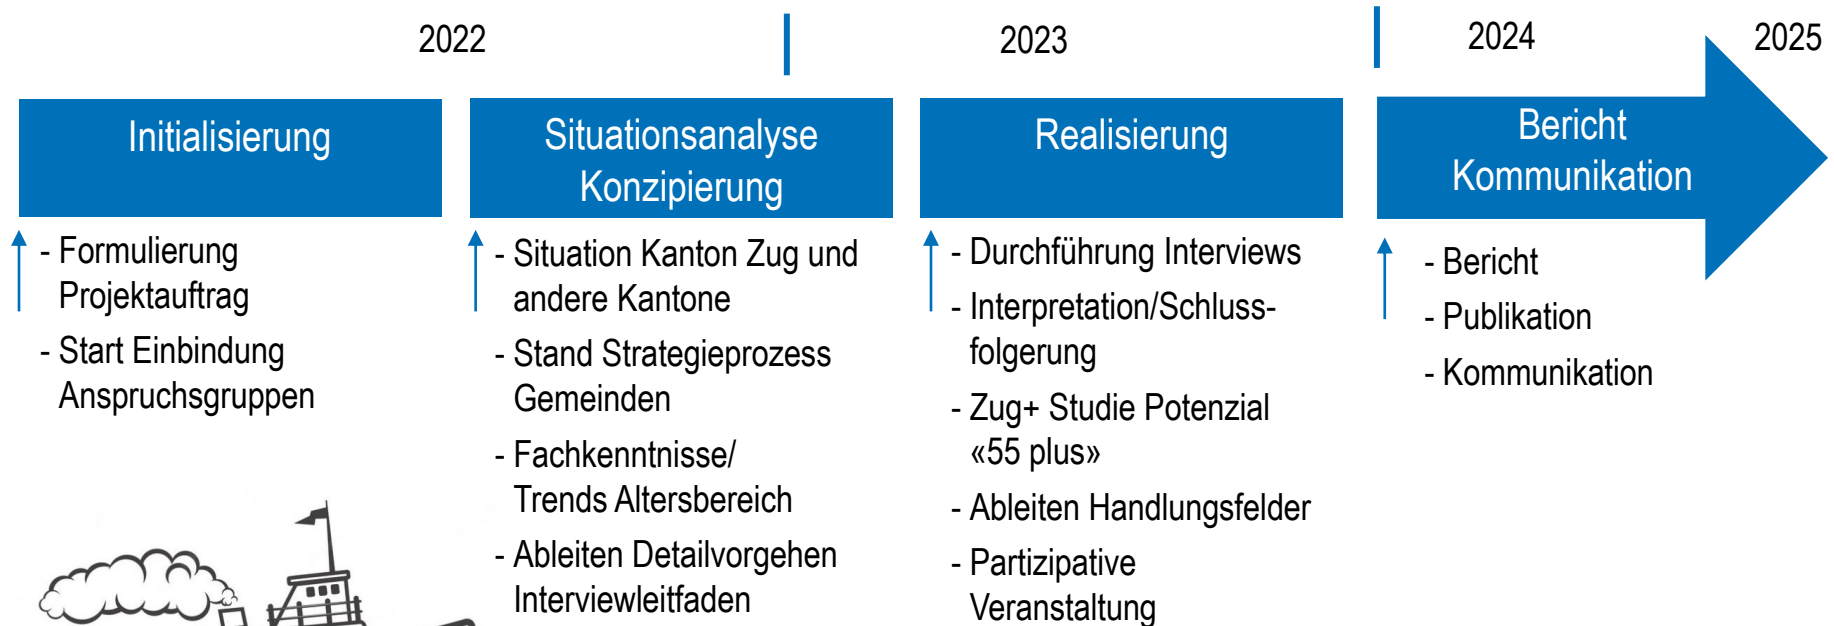 2022
2023
2024
2025
Initialisierung
- Formulierung
Projektauftrag
- Start Einbindung
Anspruchsgruppen
Situationsanalyse
Konzipierung
- Situation Kanton Zug und
andere Kantone
- Stand Strategieprozess
Gemeinden
- Fachkenntnisse/
Trends Altersbereich
- Ableiten Detailvorgehen
Interviewleitfaden
Realisierung
- Durchführung Interviews
- Interpretation/Schluss-
folgerung
- Zug+ Studie Potenzial
«55 plus»
- Ableiten Handlungsfelder
- Partizipative
Veranstaltung
Bericht
Kommunikation
- Bericht
- Publikation
- Kommunikation